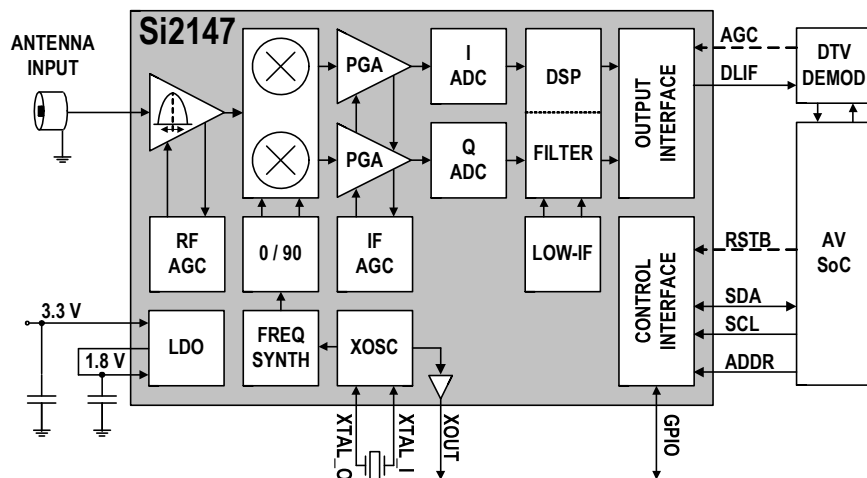 Si2147
ANTENNA
INPUT
PGA
PGA
I
ADC
Q
ADC
DSP
FILTER
OUTPUT
INTERFACE
AGC
DLIF
DTV
DEMOD
RF
AGC
0 / 90
IF
AGC
LOW-IF
CONTROL
INTERFACE
RSTB
SDA
SCL
ADDR
AV
SoC
3.3 V
1.8 V
LDO
FREQ
SYNTH
XOSC
XTAL_O
XTAL_I
XOUT
GPIO